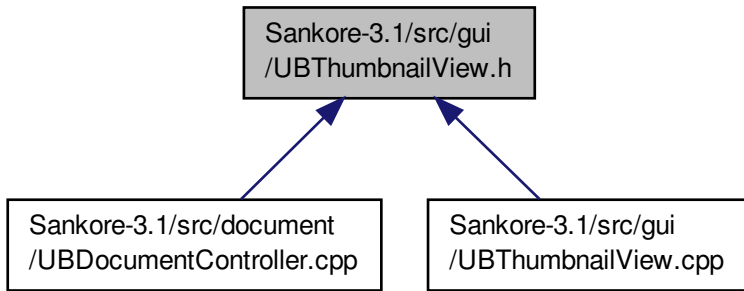 Sankore-3.1/src/gui
/UBThumbnailView.h
Sankore-3.1/src/document
/UBDocumentController.cpp
Sankore-3.1/src/gui
/UBThumbnailView.cpp